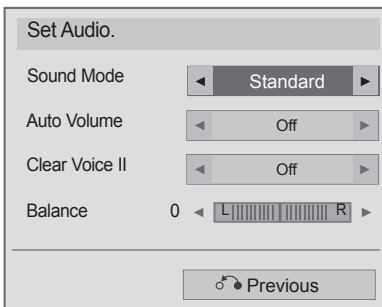 Set Audio.
Sound Mode ◄ Standard ►
Auto Volume ◄ Off ►
Clear Voice II ◄ Off ►
Balance 0 ◄ L R ►
Previous